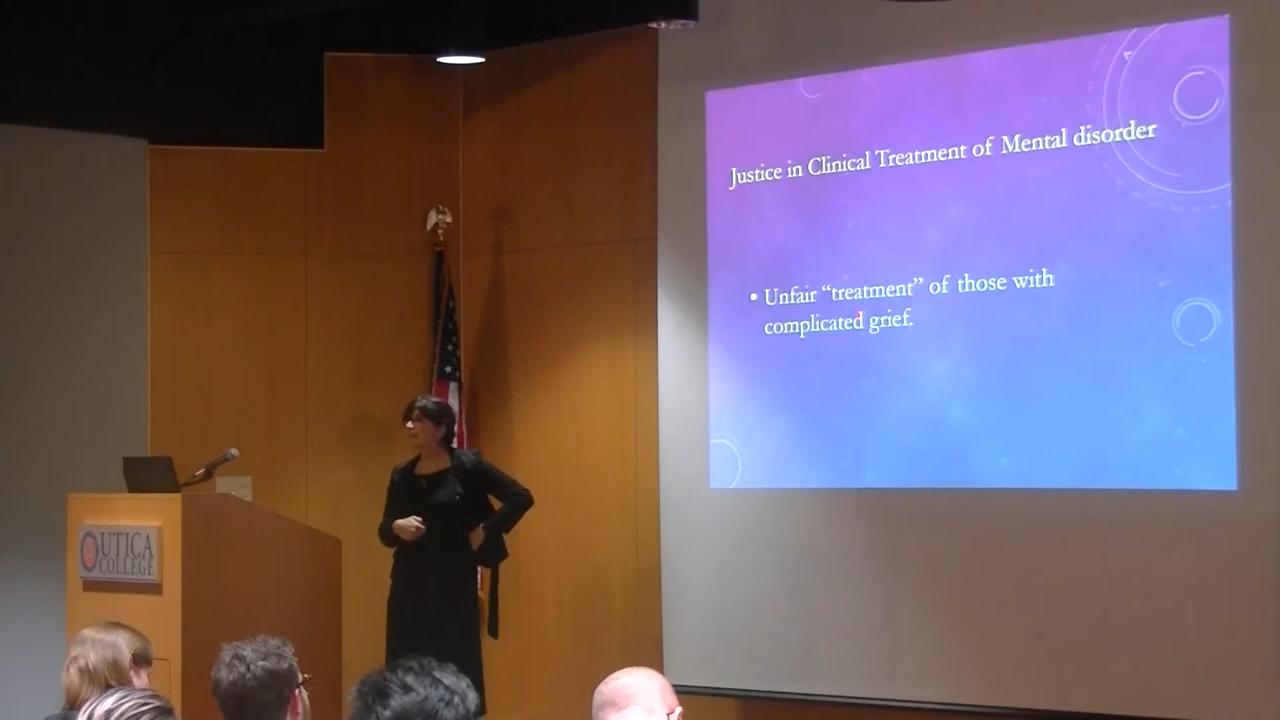 Justice in Clinical Treatment of Mental disorder
• Unfair “treatment” of those with
complicated grief.
UTICA
COLLEGE